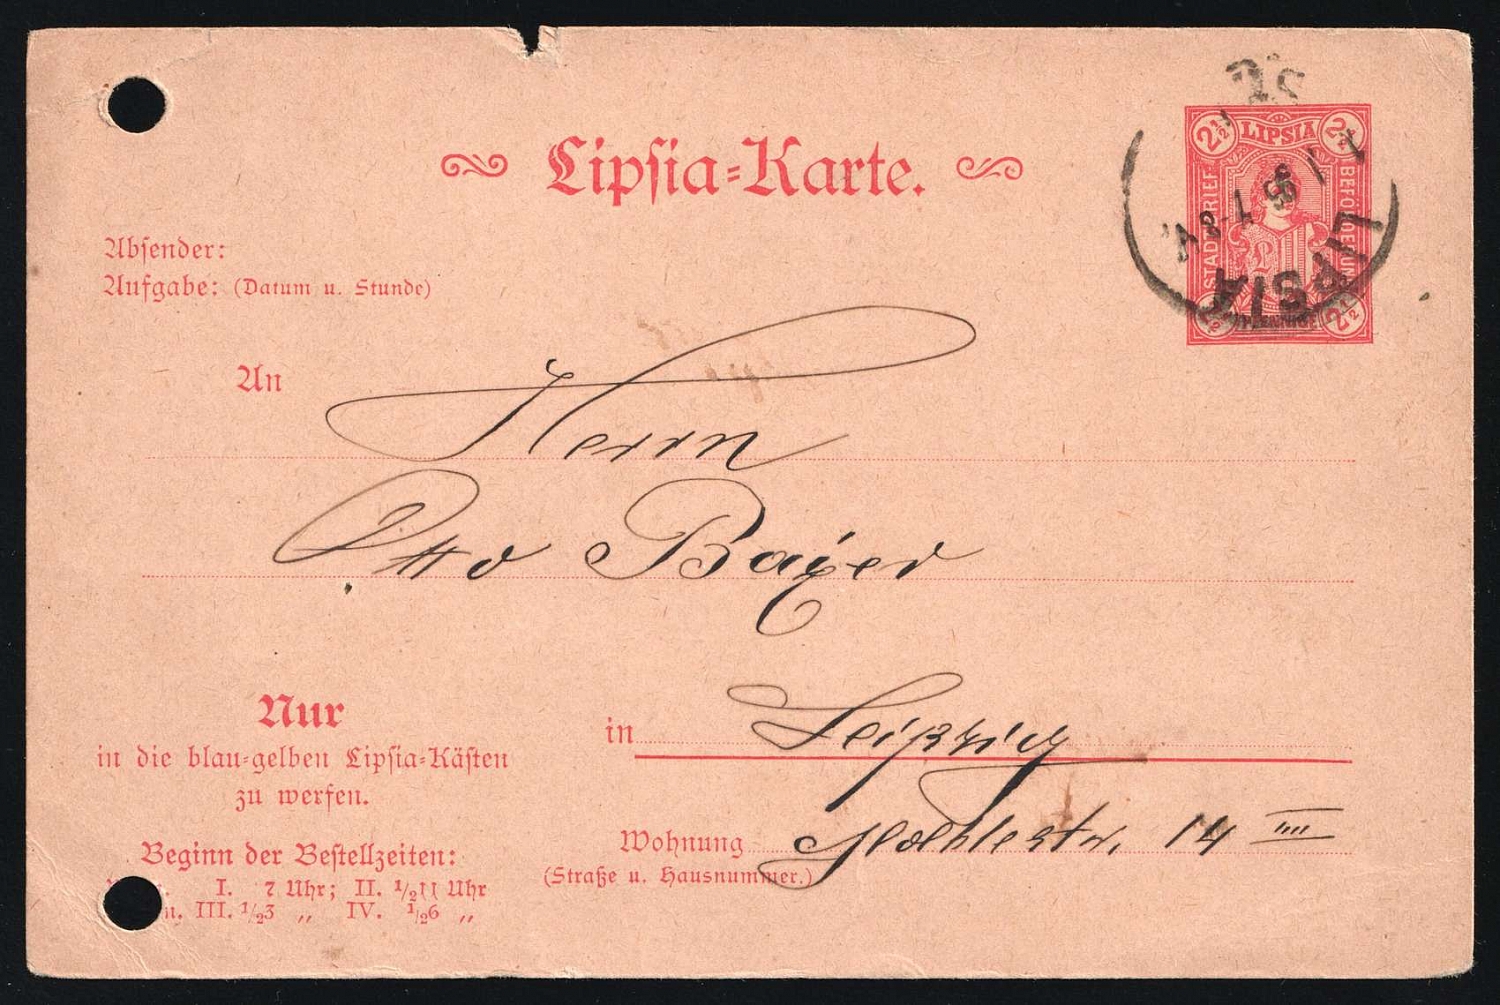 Lipsia-Karte.
Absender:
Aufgabe: (Datum u. Stunde)
2½ LIPSIA 2½
STADTBRIEF BEFÖRDERUNG
PFENNIGE
LIPSIA
An
Herrn
Otto Bayer
in Leipzig
Wohnung 14 IIII
(Straße u. Hausnummer.)
Nur
in die blau-gelben Lipsia-Kästen
zu werfen.
Beginn der Bestellzeiten:
I. 7 Uhr; II. ½11 Uhr
III. ½3 „ IV. ½6 „